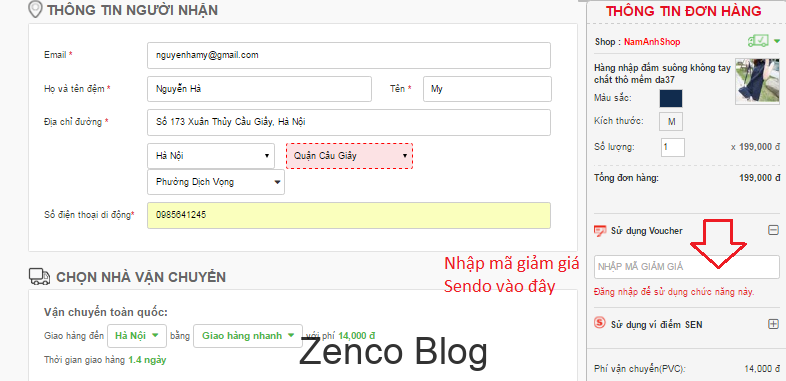 THÔNG TIN NGƯỜI NHẬN
Email *
nguyenhamy@gmail.com
Họ và tên đệm *
Nguyễn Hà
Tên *
My
Địa chỉ đường *
Số 173 Xuân Thủy Cầu Giấy, Hà Nội
Hà Nội
Quận Cầu Giấy
Phường Dịch Vọng
Số điện thoại di động*
0985641245
CHỌN NHÀ VẬN CHUYỂN
Vận chuyển toàn quốc:
Giao hàng đến Hà Nội bằng Giao hàng nhanh với phí 14,000 đ
Thời gian giao hàng 1.4 ngày
Nhập mã giảm giá
Sendo vào đây
Zenco Blog
THÔNG TIN ĐƠN HÀNG
Shop : NamAnhShop
Hàng nhập đầm suông không tay
chất thô mềm da37
Màu sắc:
Kích thước: M
Số lượng: 1 x 199,000 đ
Tổng đơn hàng: 199,000 đ
Sử dụng Voucher
NHẬP MÃ GIẢM GIÁ
Đăng nhập để sử dụng chức năng này.
Sử dụng ví điểm SEN
Phí vận chuyển(PVC): 14,000 đ